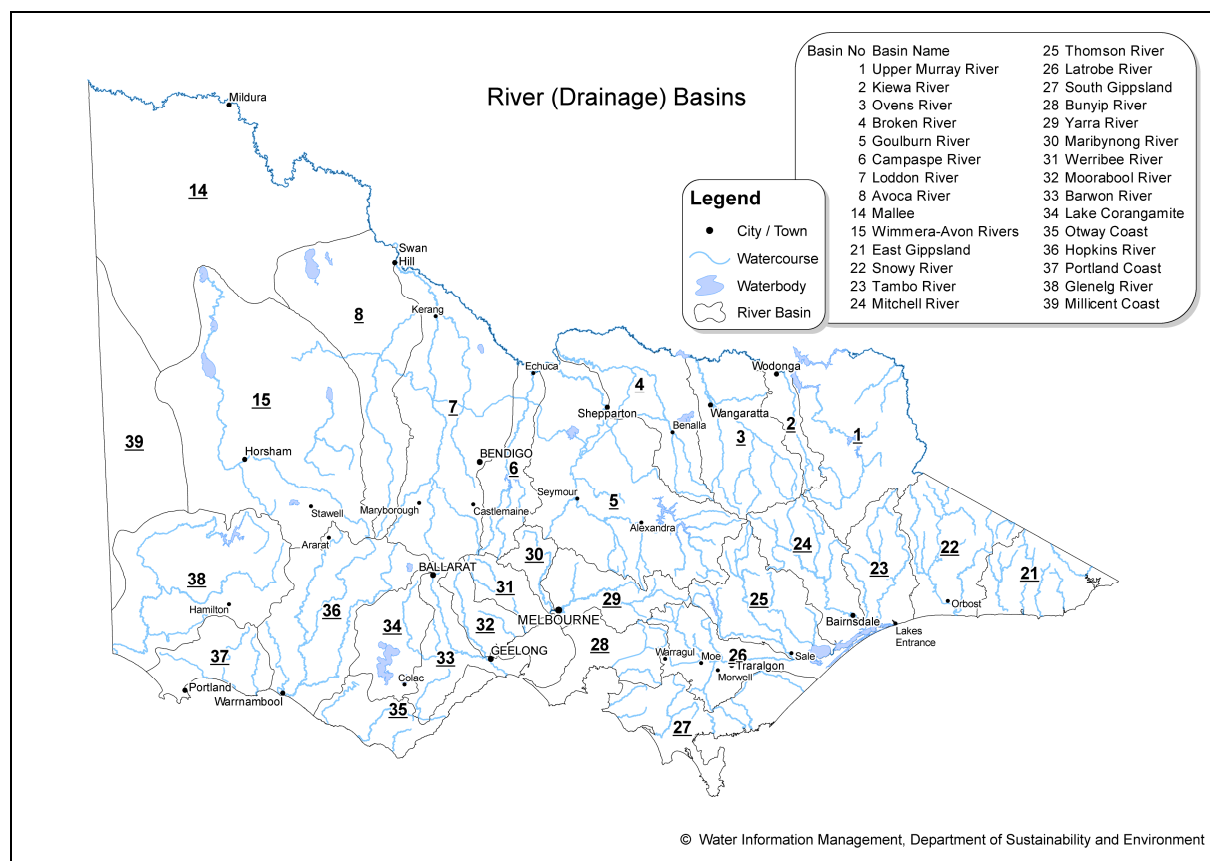 River (Drainage) Basins
Basin No Basin Name
1 Upper Murray River
2 Kiewa River
3 Ovens River
4 Broken River
5 Goulburn River
6 Campaspe River
7 Loddon River
8 Avoca River
14 Mallee
15 Wimmera-Avon Rivers
21 East Gippsland
22 Snowy River
23 Tambo River
24 Mitchell River
25 Thomson River
26 Latrobe River
27 South Gippsland
28 Bunyip River
29 Yarra River
30 Maribynong River
31 Werribee River
32 Moorabool River
33 Barwon River
34 Lake Corangamite
35 Otway Coast
36 Hopkins River
37 Portland Coast
38 Glenelg River
39 Millicent Coast
Legend
City / Town
Watercourse
Waterbody
River Basin
Mildura
14
Swan
Hill
8
Kerang
Echuca
Wodonga
4
15
7
Shepparton
Wangaratta
Benalla
2
3
1
39
Horsham
BENDIGO
6
Seymour
5
Stawell
Maryborough
Castlemaine
Alexandra
Ararat
30
24
22
23
21
38
BALLARAT
31
29
25
Hamilton
36
34
32
MELBOURNE
Bairnsdale
Orbost
Lakes
Entrance
37
33
GEELONG
28
Warragul
Moe
26
Traralgon
Morwell
Sale
Portland
Warrnambool
Colac
35
27
© Water Information Management, Department of Sustainability and Environment